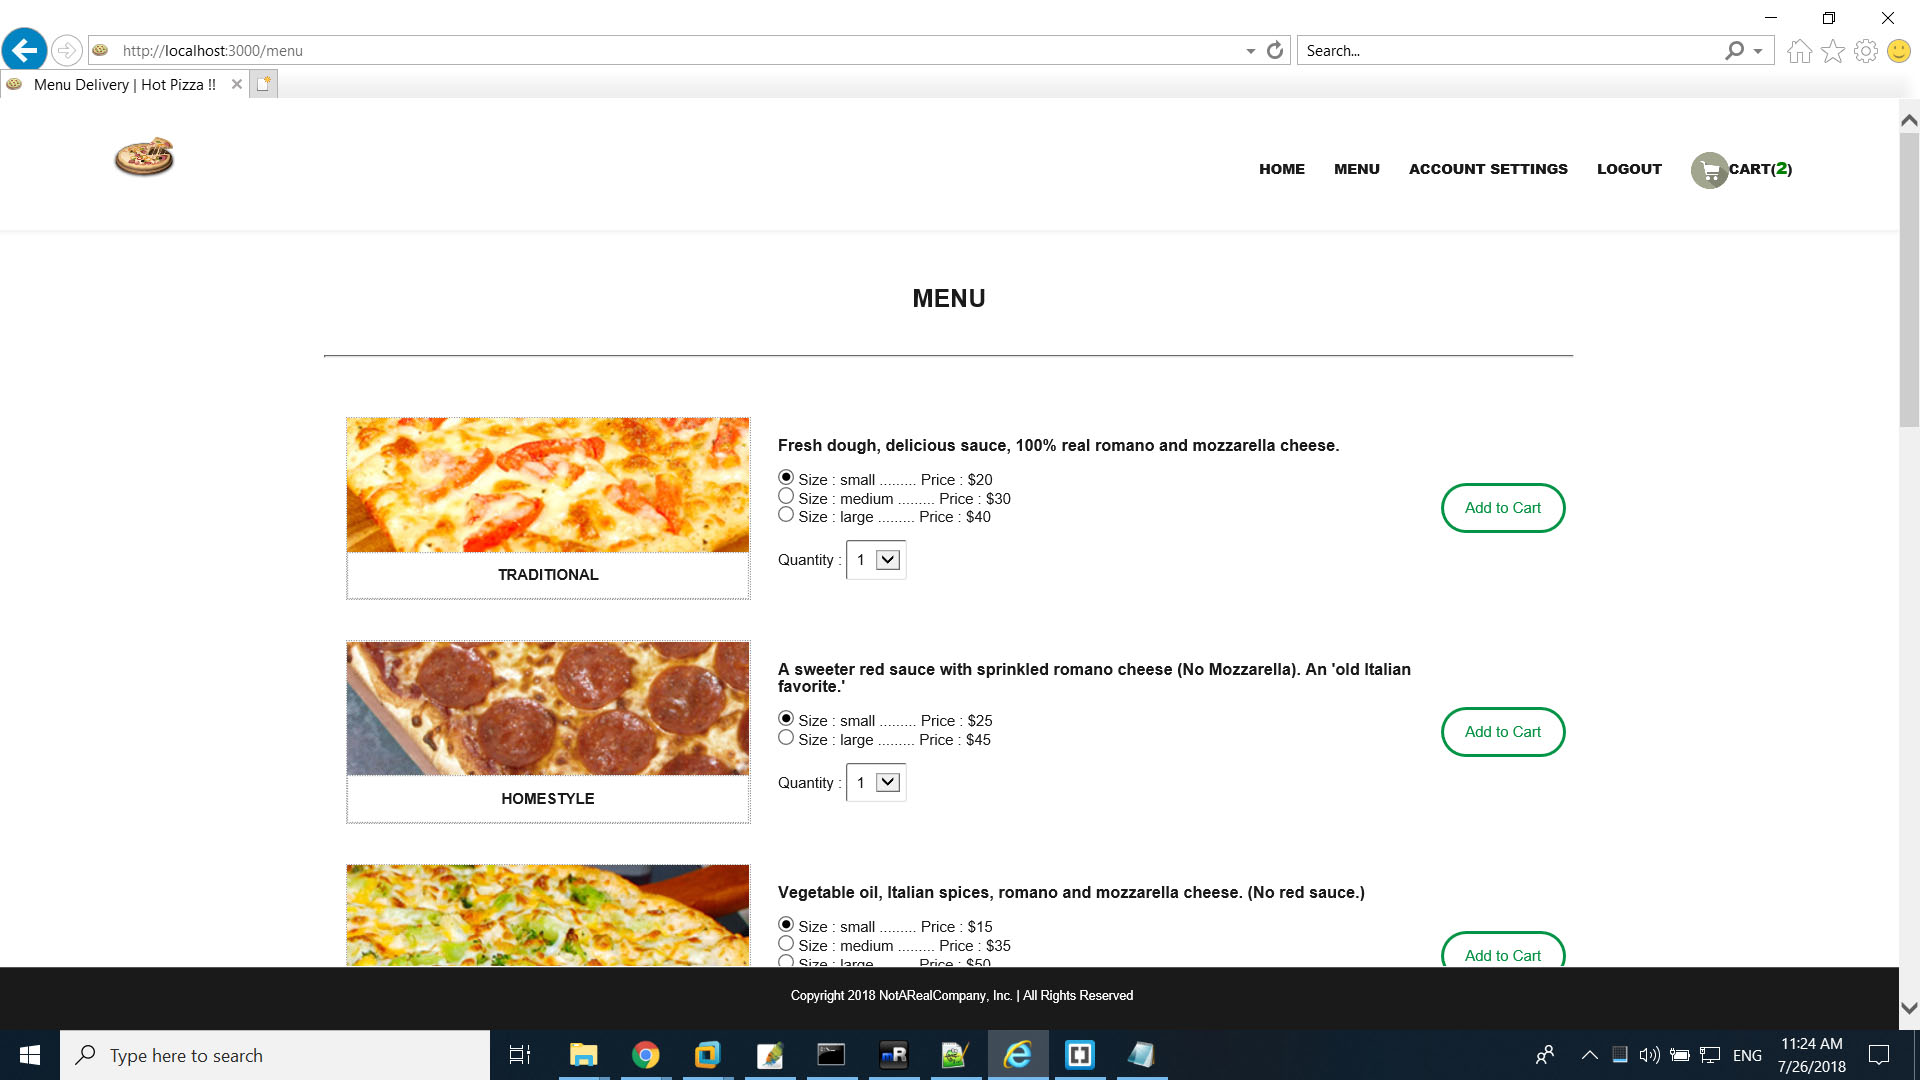 http://localhost:3000/menu
Search...
Menu Delivery | Hot Pizza !!
HOME MENU ACCOUNT SETTINGS LOGOUT CART(2)
MENU
Fresh dough, delicious sauce, 100% real romano and mozzarella cheese.
Size : small ......... Price : $20
Size : medium ......... Price : $30
Size : large ......... Price : $40
Add to Cart
Quantity : 1
TRADITIONAL
A sweeter red sauce with sprinkled romano cheese (No Mozzarella). An 'old Italian
favorite.'
Size : small ......... Price : $25
Size : large ......... Price : $45
Add to Cart
Quantity : 1
HOMESTYLE
Vegetable oil, Italian spices, romano and mozzarella cheese. (No red sauce.)
Size : small ......... Price : $15
Size : medium ......... Price : $35
Size : large ......... Price : $50
Add to Cart
Copyright 2018 NotARealCompany, Inc. | All Rights Reserved
Type here to search
mR
ENG
11:24 AM
7/26/2018